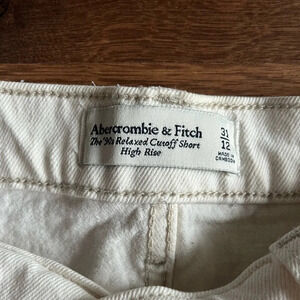 Abercrombie & Fitch
The '90s Relaxed Cutoff Short
High Rise
31
12
MADE IN
CAMBODIA